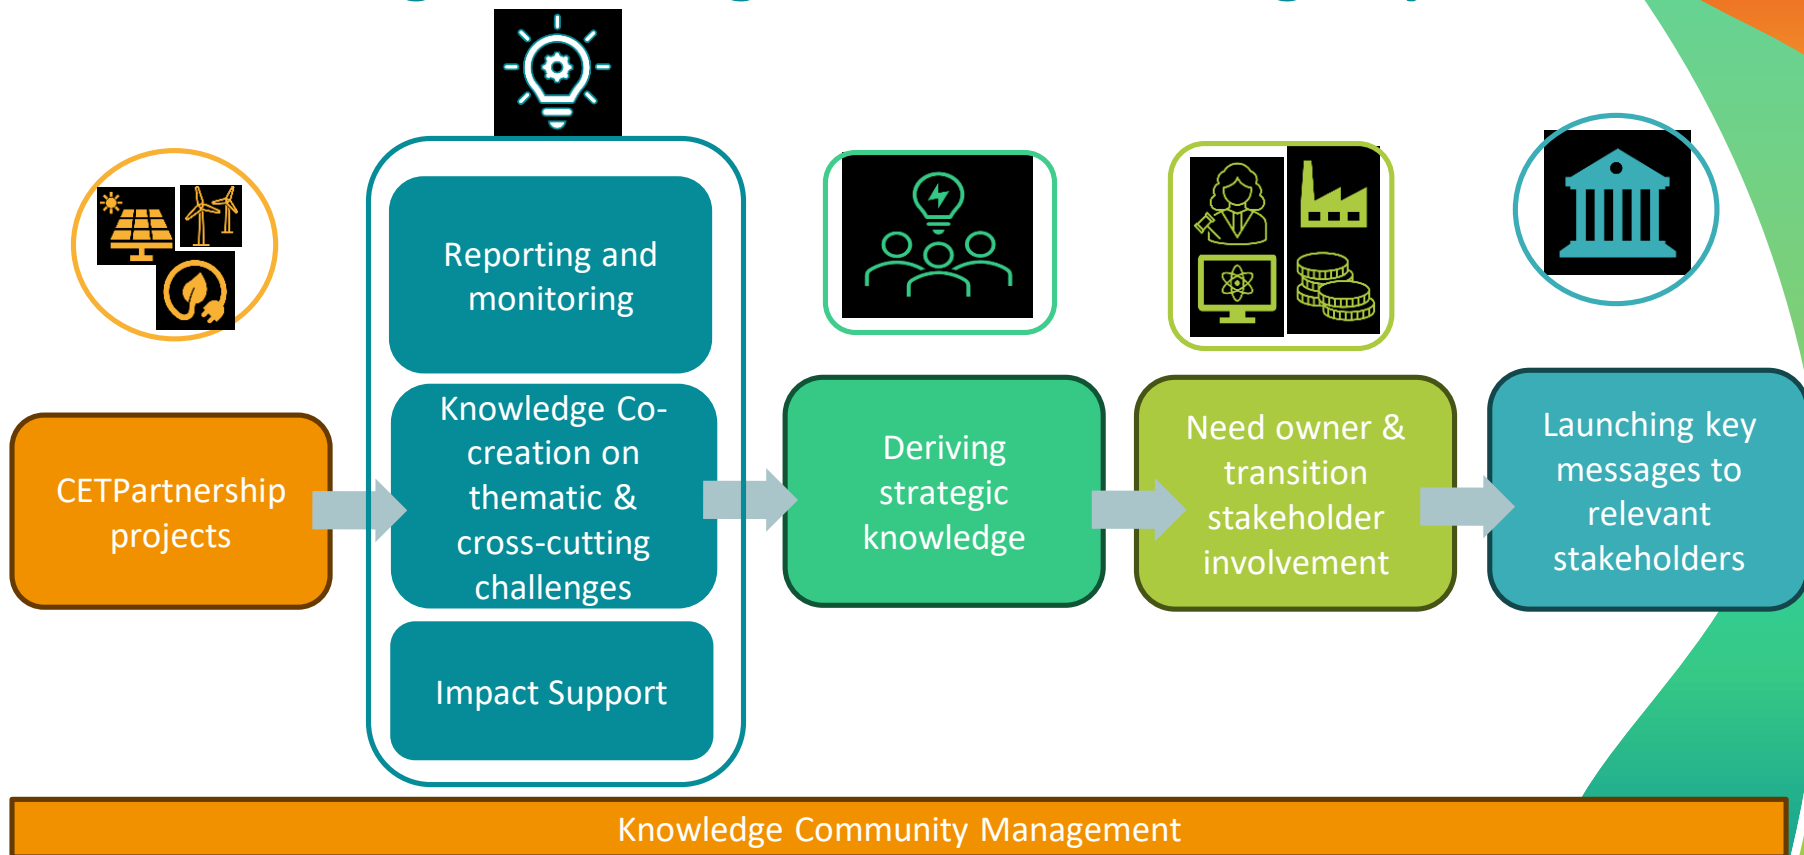 CETPartnership
projects
Reporting and
monitoring
Knowledge Co-
creation on
thematic &
cross-cutting
challenges
Impact Support
Deriving
strategic
knowledge
Need owner &
transition
stakeholder
involvement
Launching key
messages to
relevant
stakeholders
Knowledge Community Management